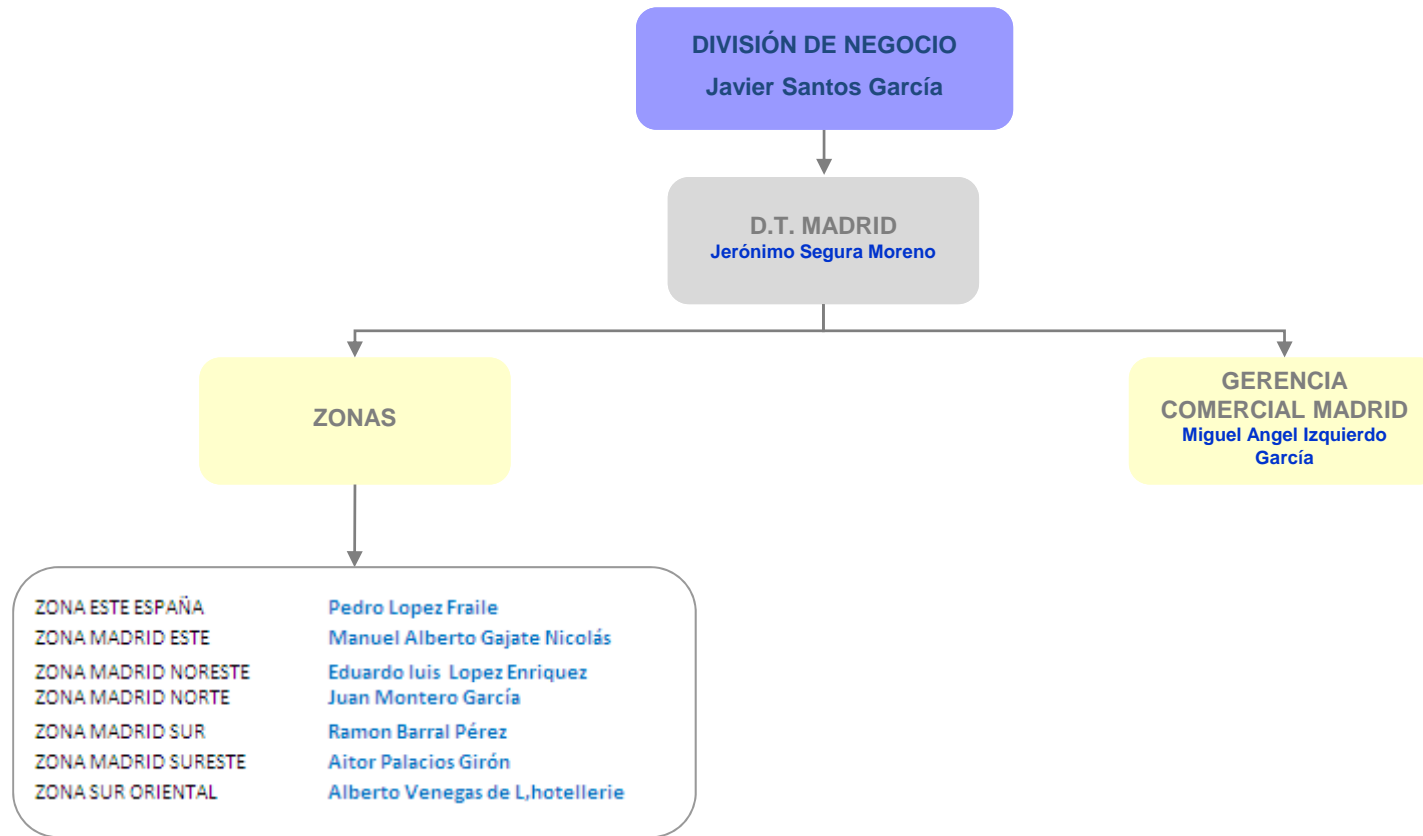 DIVISIÓN DE NEGOCIO
Javier Santos García
D.T. MADRID
Jerónimo Segura Moreno
ZONAS
GERENCIA
COMERCIAL MADRID
Miguel Angel Izquierdo
García
ZONA ESTE ESPAÑA Pedro Lopez Fraile
ZONA MADRID ESTE Manuel Alberto Gajate Nicolás
ZONA MADRID NORESTE Eduardo luis Lopez Enriquez
ZONA MADRID NORTE Juan Montero García
ZONA MADRID SUR Ramon Barral Pérez
ZONA MADRID SURESTE Aitor Palacios Girón
ZONA SUR ORIENTAL Alberto Venegas de L,hotellerie